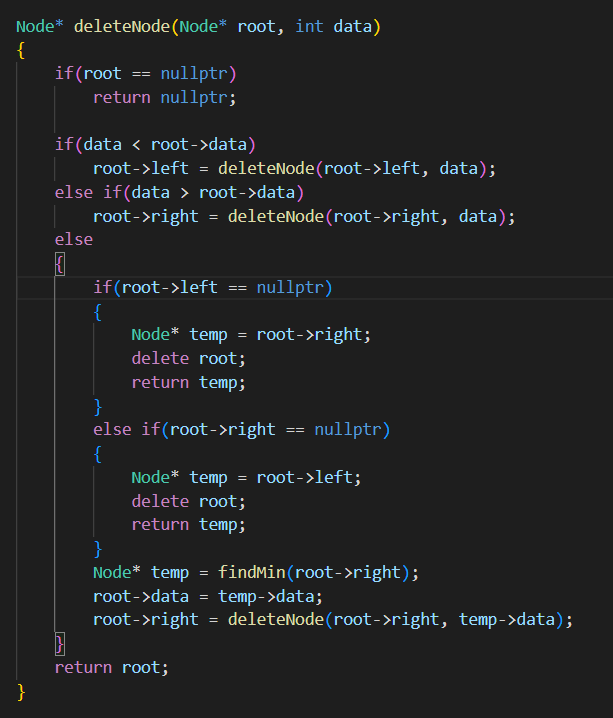 Node* deleteNode(Node* root, int data)
{
    if(root == nullptr)
        return nullptr;

    if(data < root->data)
        root->left = deleteNode(root->left, data);
    else if(data > root->data)
        root->right = deleteNode(root->right, data);
    else
    {
        if(root->left == nullptr)
        {
            Node* temp = root->right;
            delete root;
            return temp;
        }
        else if(root->right == nullptr)
        {
            Node* temp = root->left;
            delete root;
            return temp;
        }
        Node* temp = findMin(root->right);
        root->data = temp->data;
        root->right = deleteNode(root->right, temp->data);
    }
    return root;
}